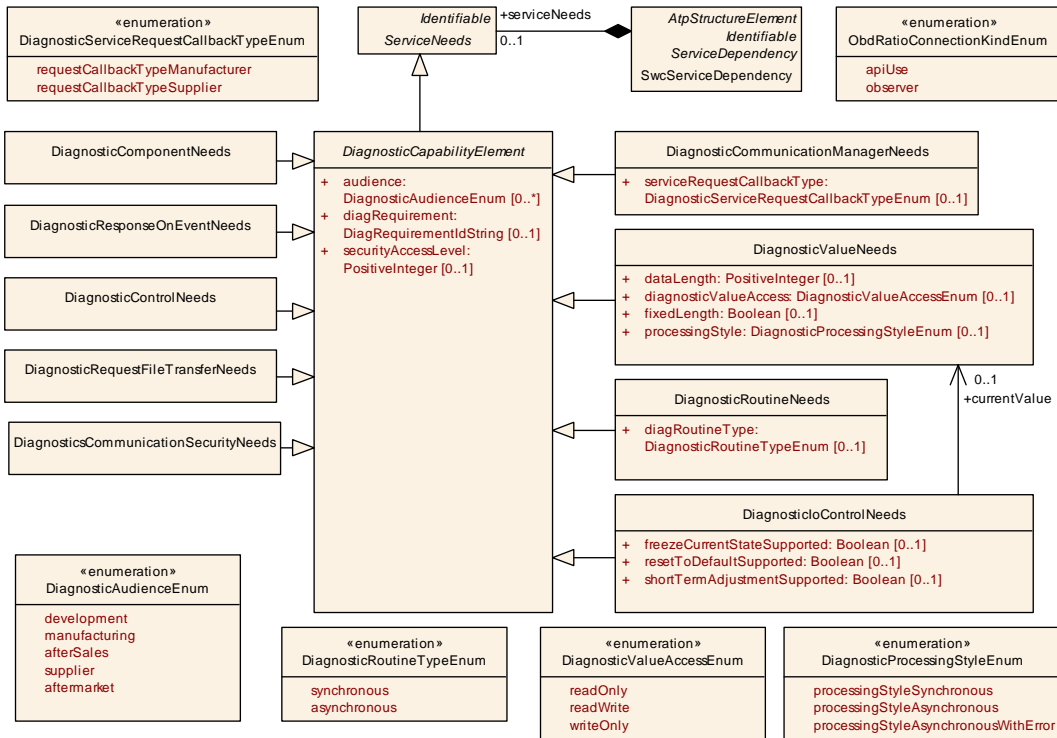 «enumeration»
DiagnosticServiceRequestCallbackTypeEnum
requestCallbackTypeManufacturer
requestCallbackTypeSupplier
Identifiable
ServiceNeeds
+serviceNeeds
0..1
AtpStructureElement
Identifiable
ServiceDependency
SwcServiceDependency
«enumeration»
ObdRatioConnectionKindEnum
apiUse
observer
DiagnosticComponentNeeds
DiagnosticResponseOnEventNeeds
DiagnosticControlNeeds
DiagnosticRequestFileTransferNeeds
DiagnosticsCommunicationSecurityNeeds
DiagnosticCapabilityElement
+ audience:
DiagnosticAudienceEnum [0..*]
+ diagRequirement:
DiagRequirementIdString [0..1]
+ securityAccessLevel:
PositiveInteger [0..1]
DiagnosticCommunicationManagerNeeds
+ serviceRequestCallbackType:
DiagnosticServiceRequestCallbackTypeEnum [0..1]
DiagnosticValueNeeds
+ dataLength: PositiveInteger [0..1]
+ diagnosticValueAccess: DiagnosticValueAccessEnum [0..1]
+ fixedLength: Boolean [0..1]
+ processingStyle: DiagnosticProcessingStyleEnum [0..1]
0..1
+currentValue
DiagnosticRoutineNeeds
+ diagRoutineType:
DiagnosticRoutineTypeEnum [0..1]
DiagnosticIoControlNeeds
+ freezeCurrentStateSupported: Boolean [0..1]
+ resetToDefaultSupported: Boolean [0..1]
+ shortTermAdjustmentSupported: Boolean [0..1]
«enumeration»
DiagnosticAudienceEnum
development
manufacturing
afterSales
supplier
aftermarket
«enumeration»
DiagnosticRoutineTypeEnum
synchronous
asynchronous
«enumeration»
DiagnosticValueAccessEnum
readOnly
readWrite
writeOnly
«enumeration»
DiagnosticProcessingStyleEnum
processingStyleSynchronous
processingStyleAsynchronous
processingStyleAsynchronousWithError